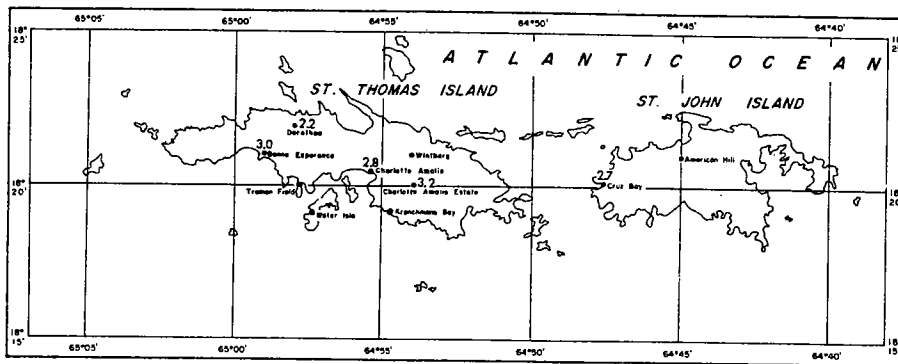 65°05' 65°00' 64°55' 64°50' 64°45' 64°40'
18° 25'
ATLANTIC OCEAN
ST. THOMAS ISLAND
ST. JOHN ISLAND
2.2
Dorothea
3.0
Bonne Esperance
Wintberg
American Hill
2.8
Charlotte Amalie
3.2
2.7
Cruz Bay
18° 20'
Truman Field
Charlotte Amalie Estate
Water Isle
Kranchmans Bay
18° 15'
65°05' 65°00' 64°55' 64°50' 64°45' 64°40'